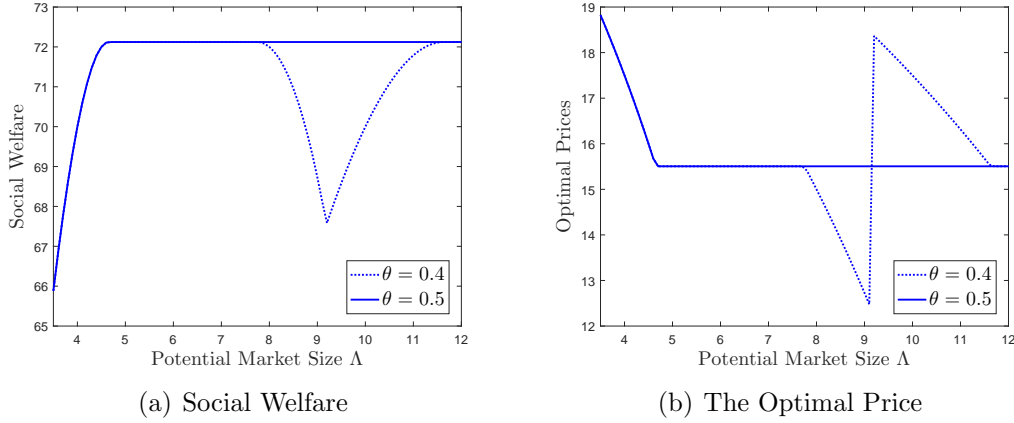 73
72
71
70
69
68
67
66
65
Social Welfare
4 5 6 7 8 9 10 11 12
Potential Market Size Λ
θ = 0.4
θ = 0.5
(a) Social Welfare
19
18
17
16
15
14
13
12
Optimal Prices
4 5 6 7 8 9 10 11 12
Potential Market Size Λ
θ = 0.4
θ = 0.5
(b) The Optimal Price